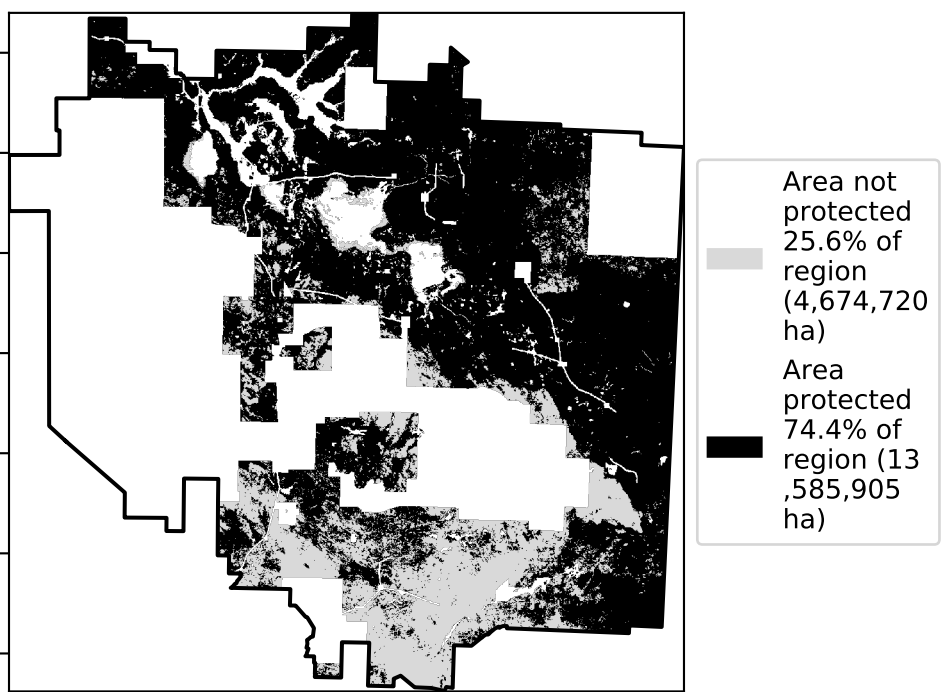 Area not
protected
25.6% of
region
(4,674,720
ha)
Area
protected
74.4% of
region (13
,585,905
ha)